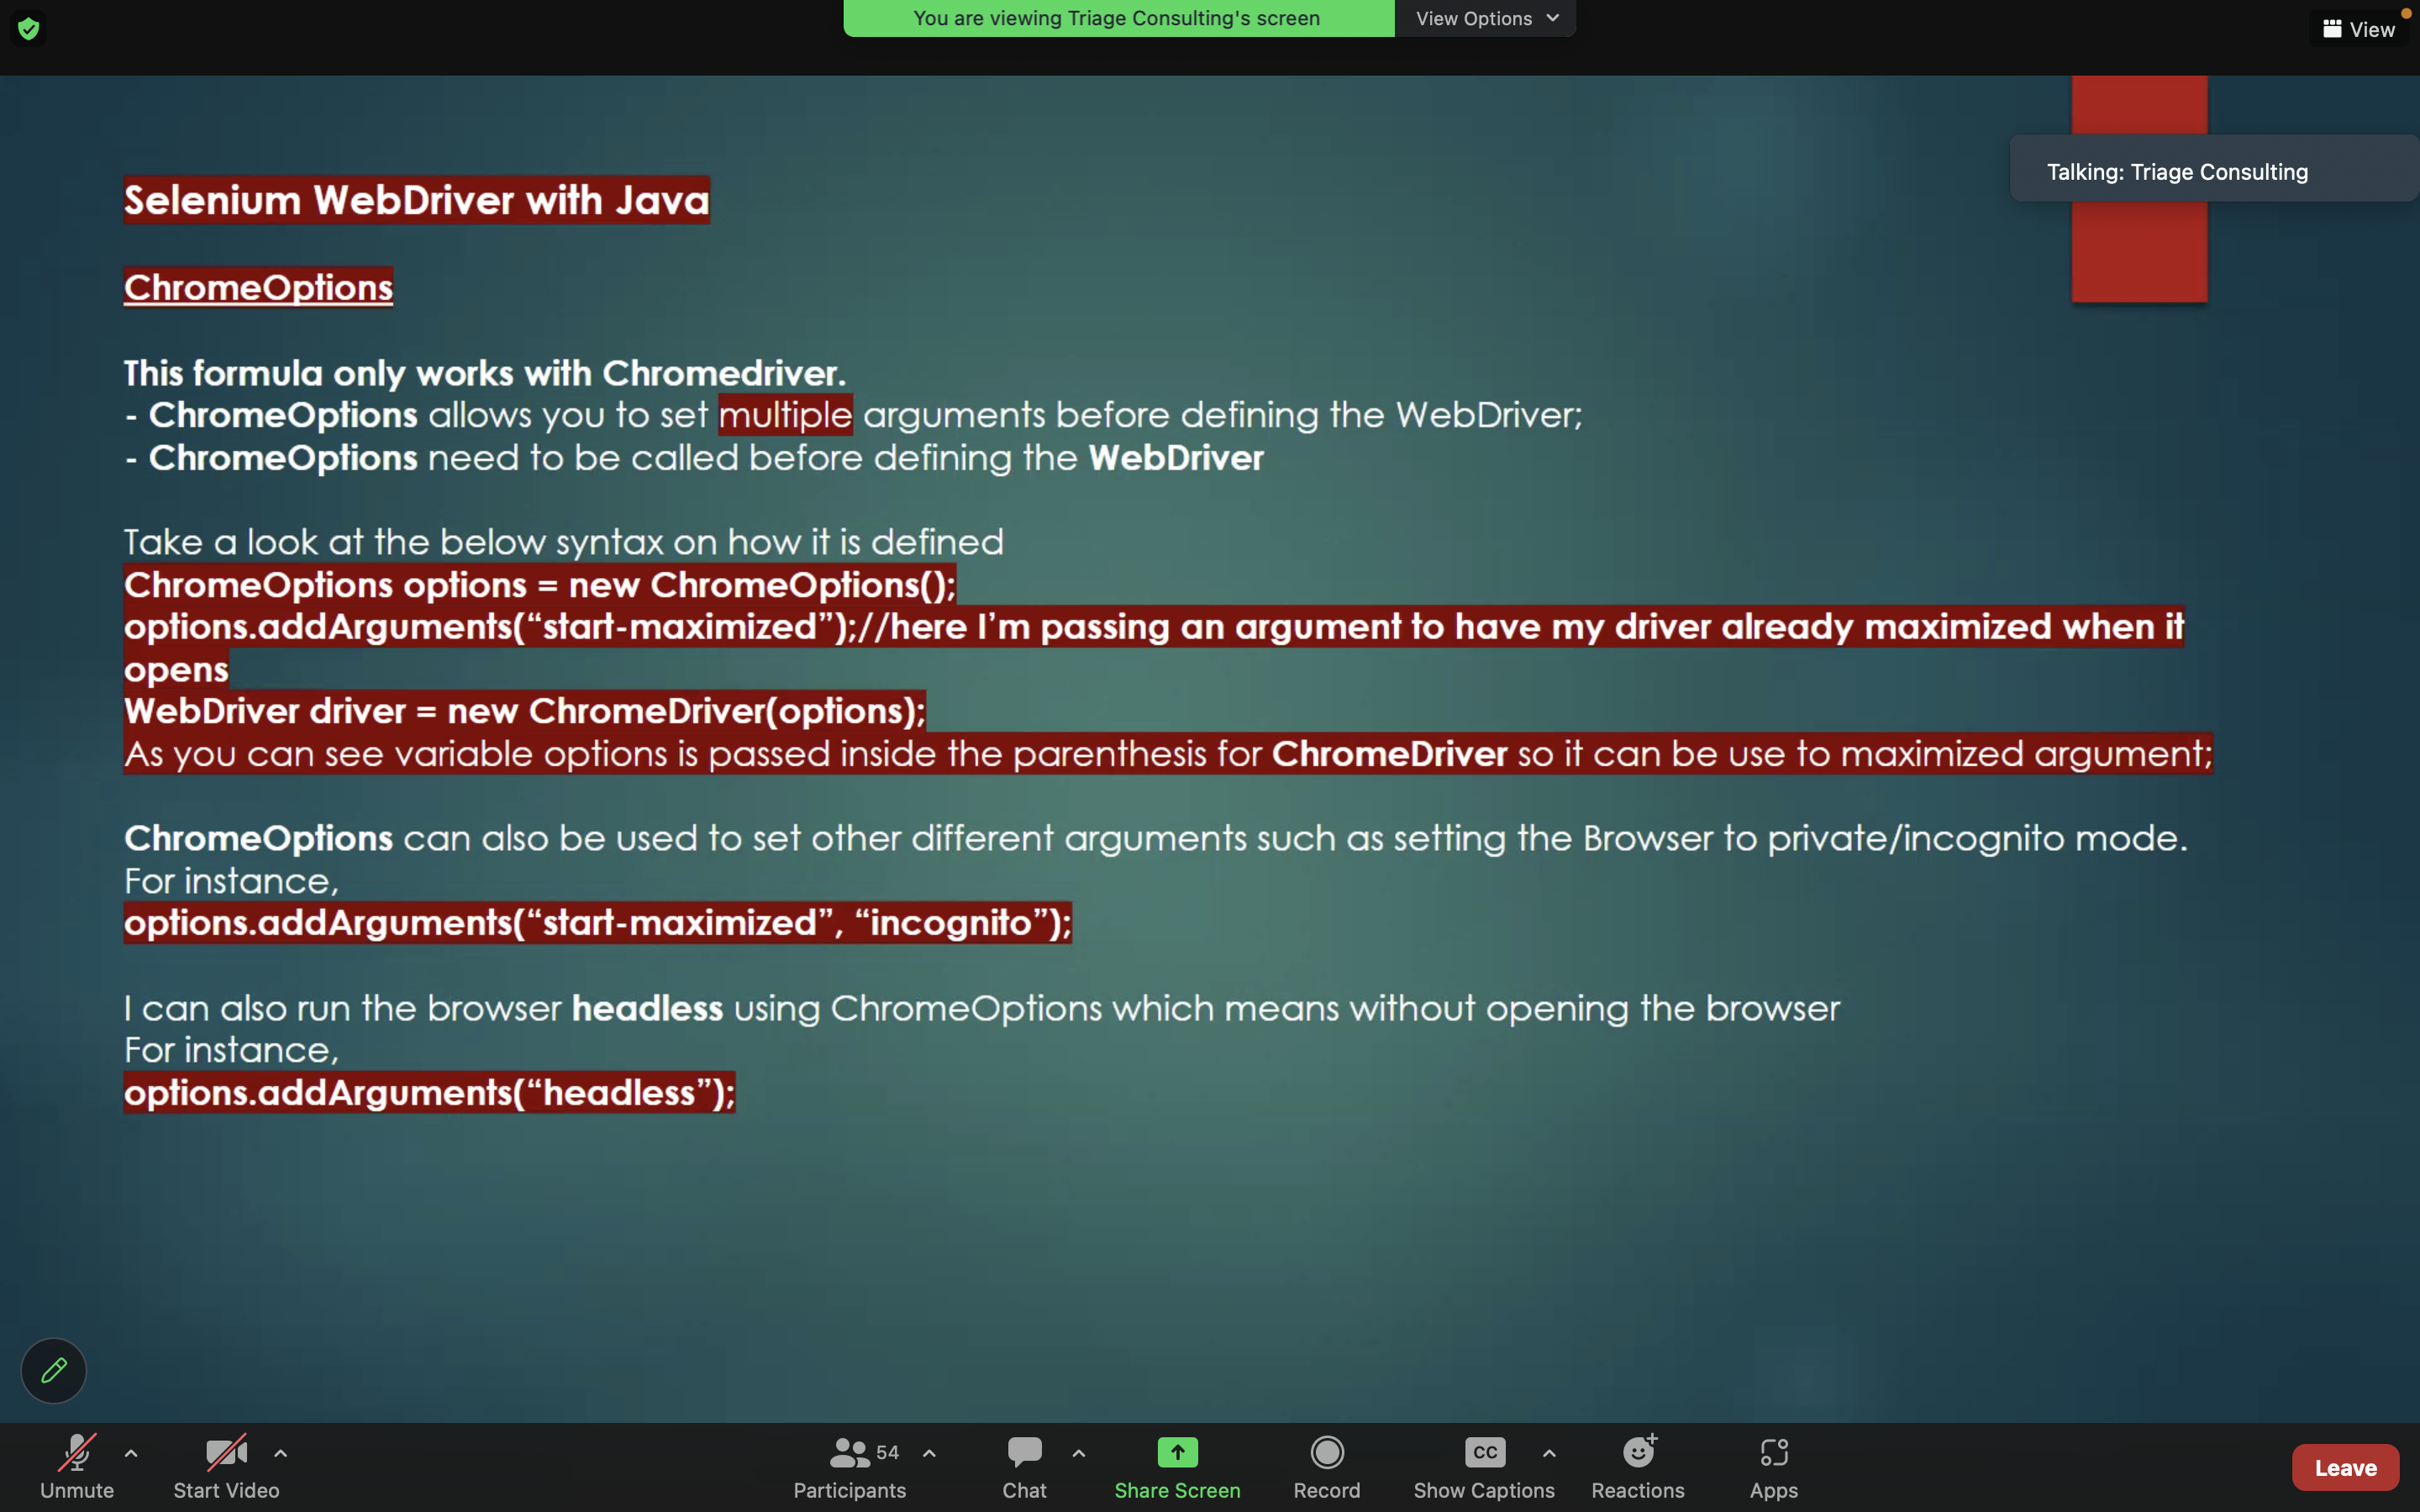 You are viewing Triage Consulting's screen
View Options
View
Talking: Triage Consulting
Selenium WebDriver with Java
ChromeOptions
This formula only works with Chromedriver.
- ChromeOptions allows you to set multiple arguments before defining the WebDriver;
- ChromeOptions need to be called before defining the WebDriver
Take a look at the below syntax on how it is defined
ChromeOptions options = new ChromeOptions();
options.addArguments(“start-maximized”);//here I’m passing an argument to have my driver already maximized when it
opens
WebDriver driver = new ChromeDriver(options);
As you can see variable options is passed inside the parenthesis for ChromeDriver so it can be use to maximized argument;
ChromeOptions can also be used to set other different arguments such as setting the Browser to private/incognito mode.
For instance,
options.addArguments(“start-maximized”, “incognito”);
I can also run the browser headless using ChromeOptions which means without opening the browser
For instance,
options.addArguments(“headless”);
54
CC
Unmute
Start Video
Participants
Chat
Share Screen
Record
Show Captions
Reactions
Apps
Leave